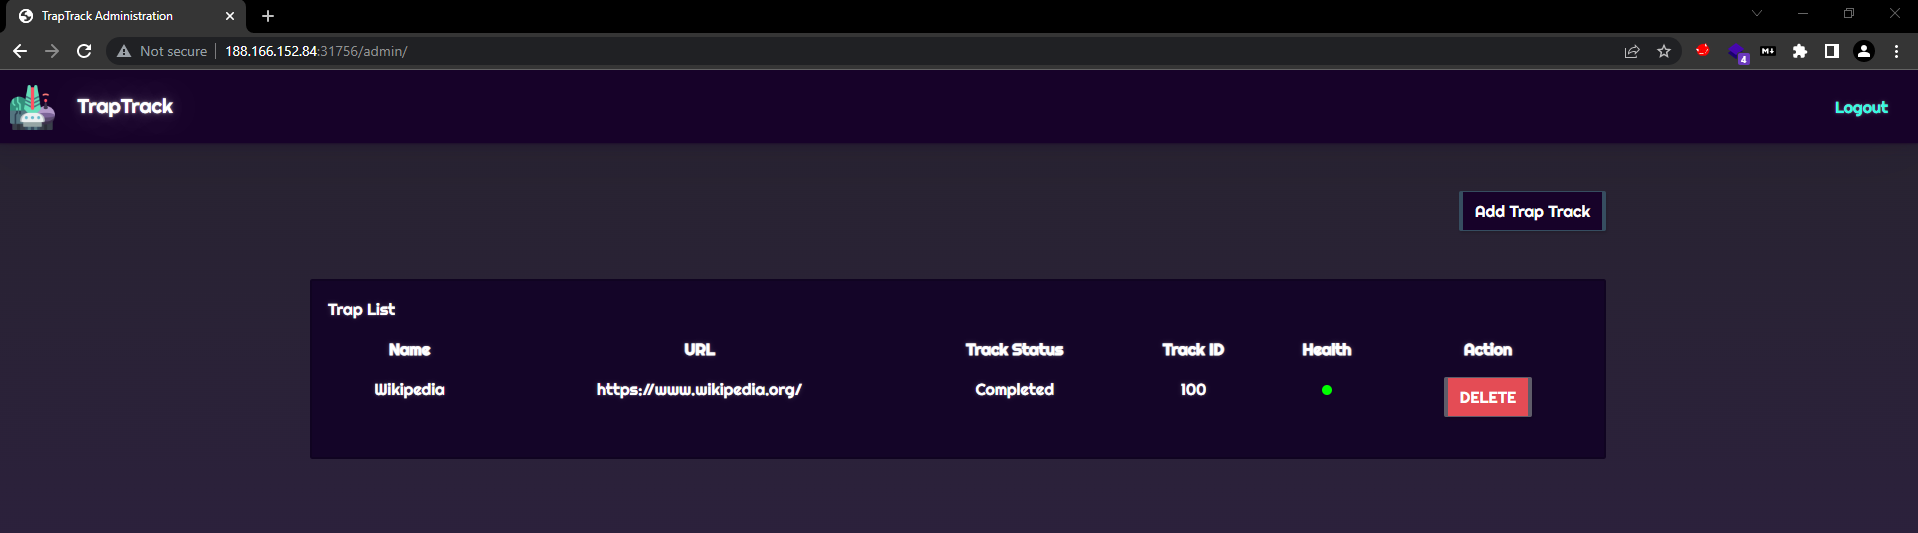 TrapTrack Administration
Not secure 188.166.152.84:31756/admin/
4
M↓
TrapTrack
Logout
Add Trap Track
Trap List
Name URL Track Status Track ID Health Action
Wikipedia https://www.wikipedia.org/ Completed 100 DELETE